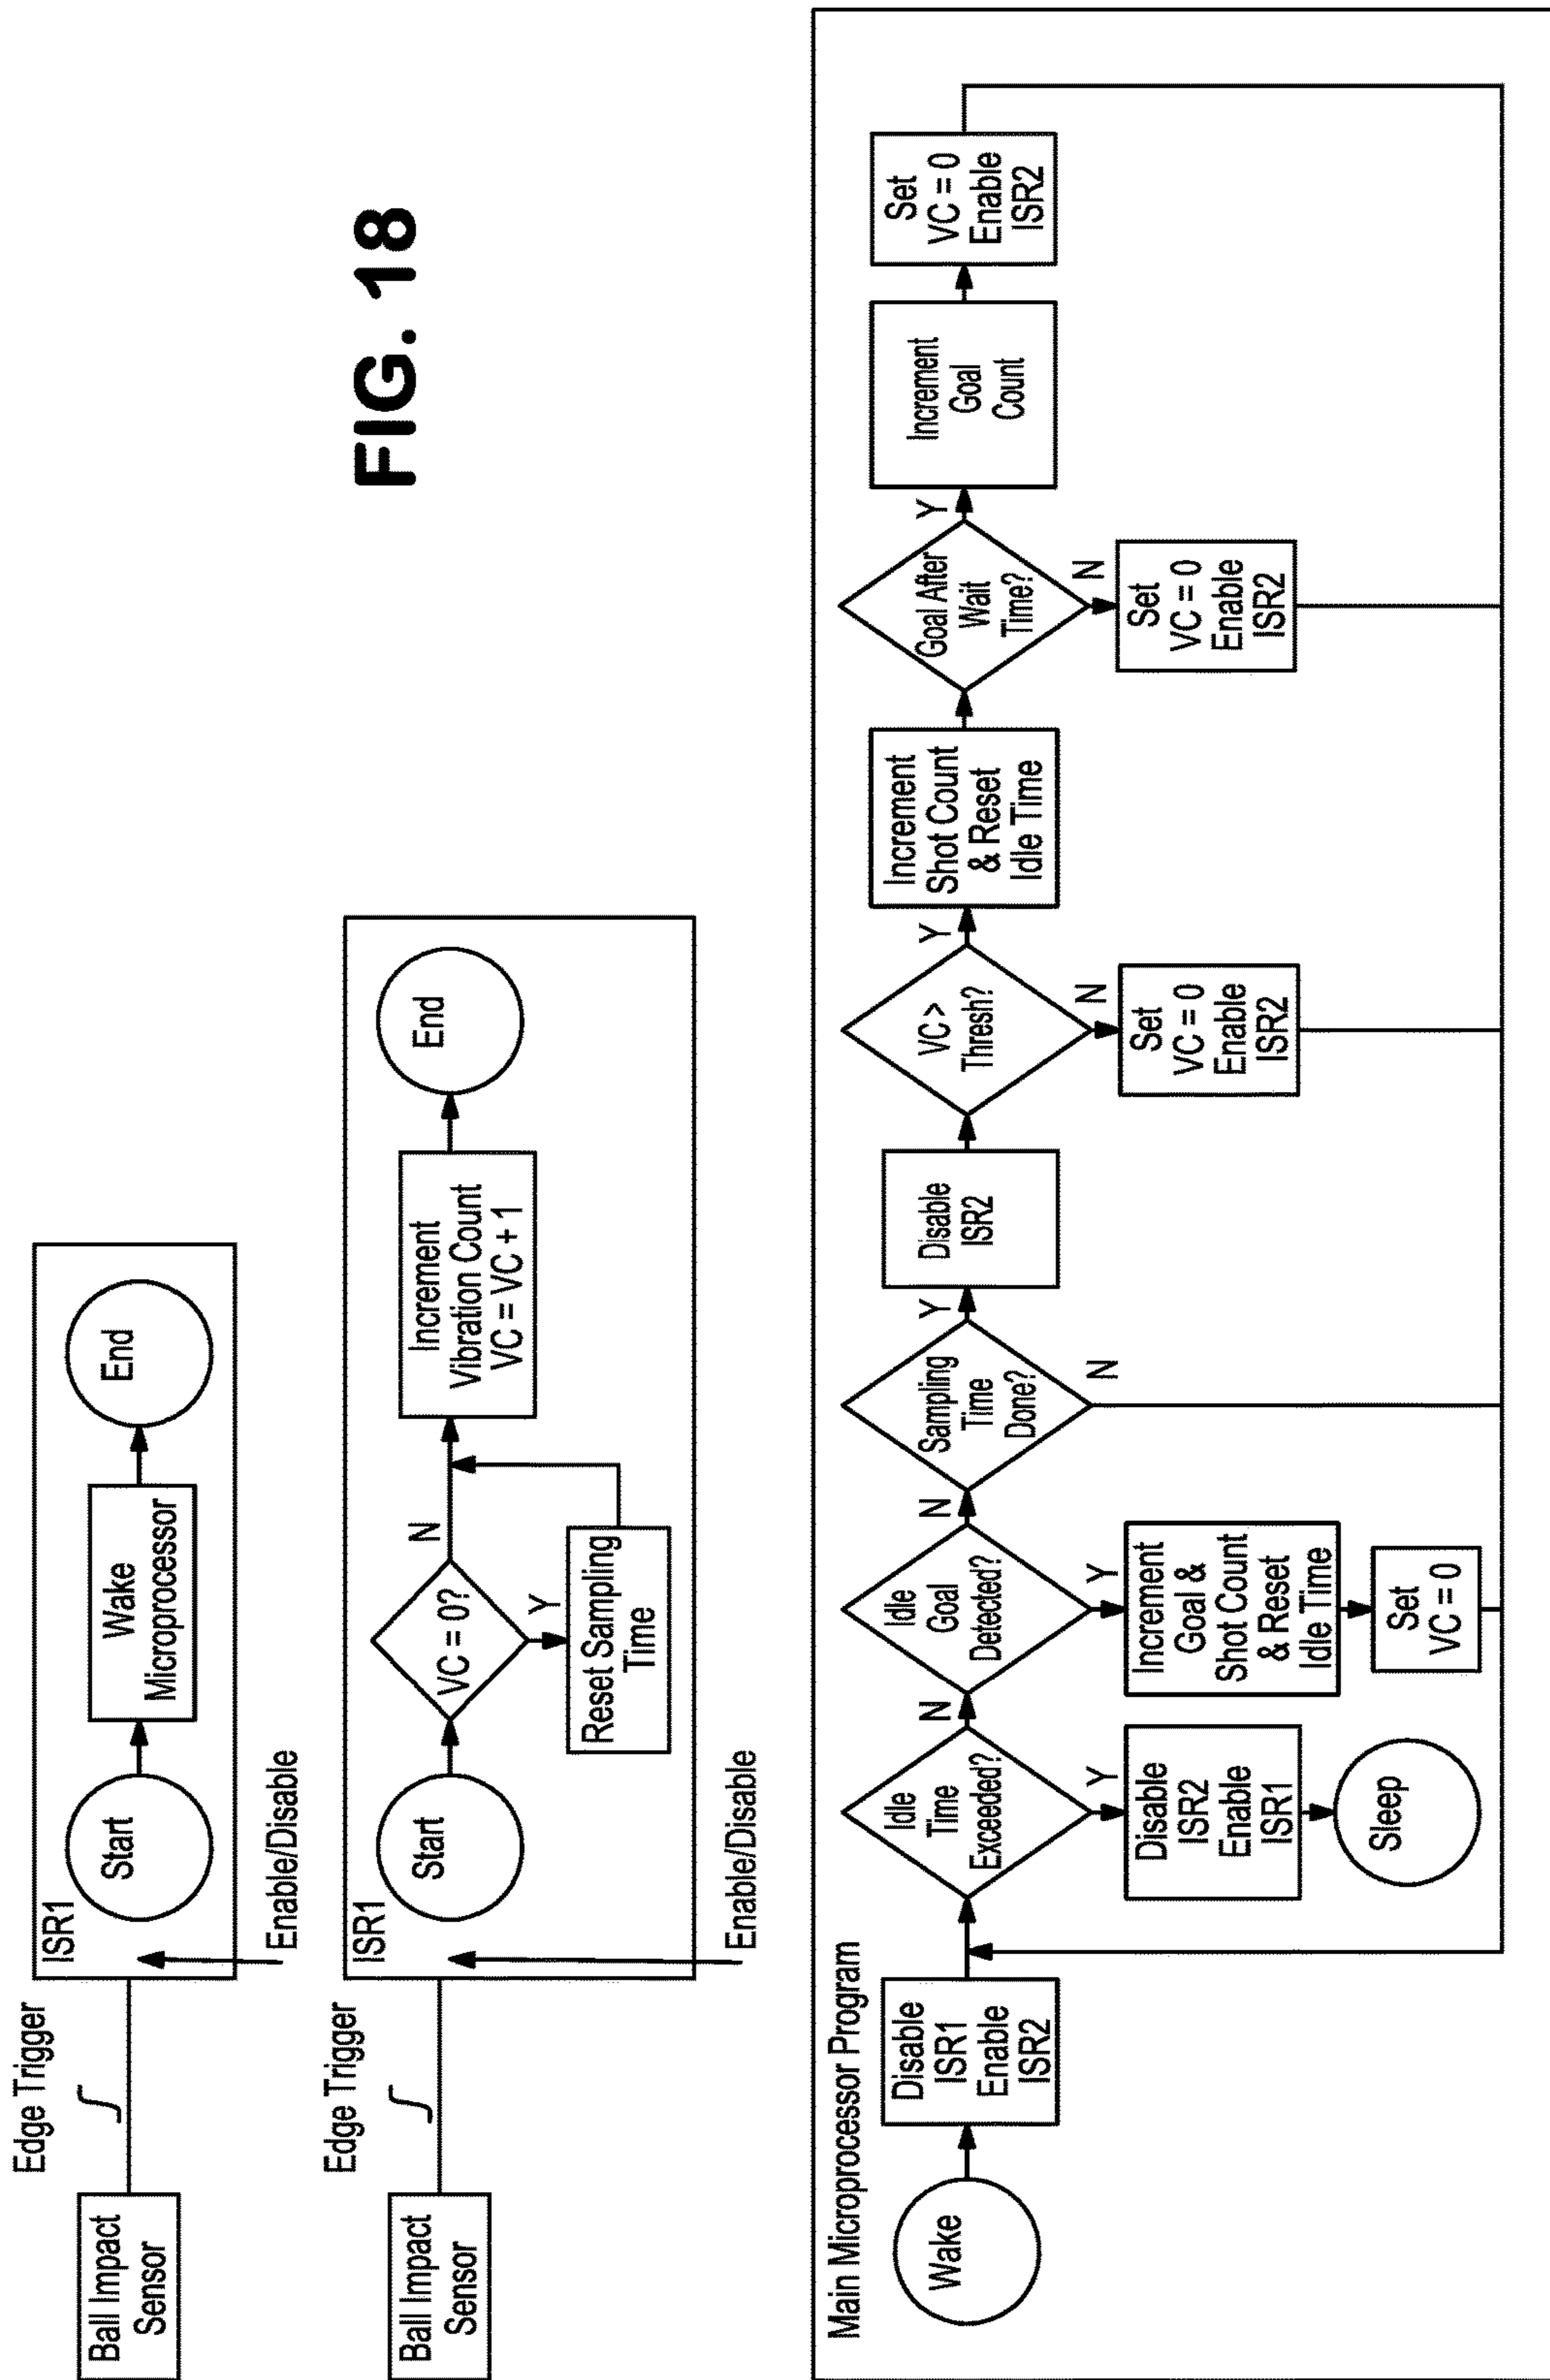 FIG. 18
Ball Impact
Sensor
Edge Trigger
ISR1
Start
Wake
Microprocessor
End
Enable/Disable
Ball Impact
Sensor
Edge Trigger
ISR1
Start
VC = 0?
N
Y
Reset Sampling
Time
Increment
Vibration Count
VC = VC + 1
End
Enable/Disable
Main Microprocessor Program
Wake
Disable
ISR1
Enable
ISR2
Idle
Time
Exceeded?
N
Y
Disable
ISR2
Enable
ISR1
Sleep
Idle
Goal
Detected?
N
Y
Increment
Goal &
Shot Count
& Reset
Idle Time
Set
VC = 0
Sampling
Time
Done?
Y
N
Disable
ISR2
VC >
Thresh?
Y
N
Set
VC = 0
Enable
ISR2
Increment
Shot Count
& Reset
Idle Time
Goal After
Wait
Time?
Y
N
Set
VC = 0
Enable
ISR2
Increment
Goal
Count
Set
VC = 0
Enable
ISR2